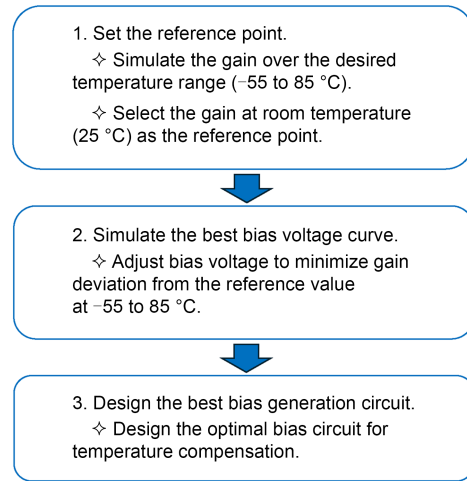 1. Set the reference point.
✧ Simulate the gain over the desired
temperature range (−55 to 85 °C).
✧ Select the gain at room temperature
(25 °C) as the reference point.
2. Simulate the best bias voltage curve.
✧ Adjust bias voltage to minimize gain
deviation from the reference value
at −55 to 85 °C.
3. Design the best bias generation circuit.
✧ Design the optimal bias circuit for
temperature compensation.